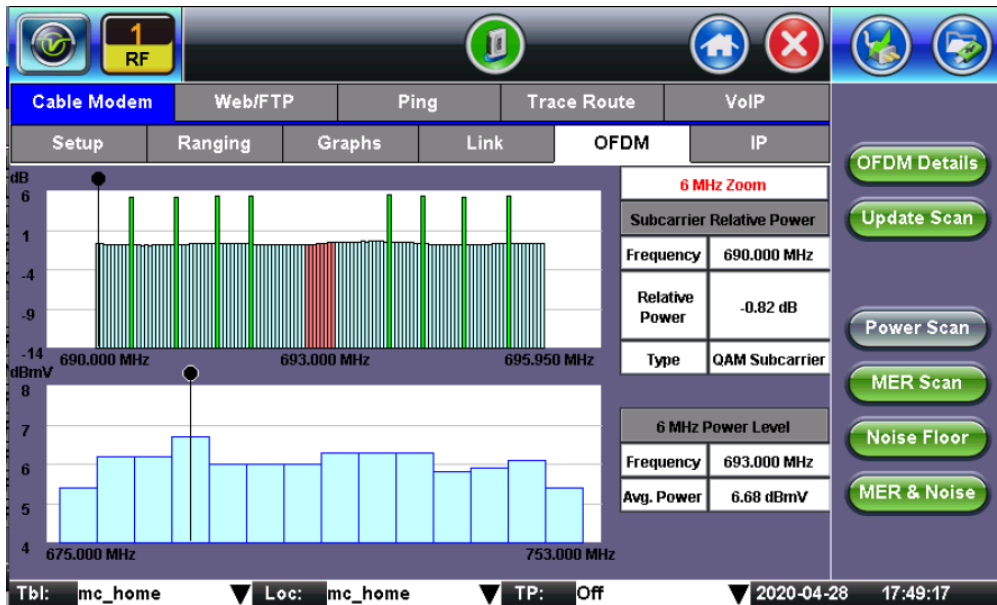 1
RF
Cable Modem Web/FTP Ping Trace Route VoIP
Setup Ranging Graphs Link OFDM IP
dB
6
1
-4
-9
-14
690.000 MHz 693.000 MHz 695.950 MHz
6 MHz Zoom
Subcarrier Relative Power
Frequency 690.000 MHz
Relative Power -0.82 dB
Type QAM Subcarrier
dBmV
8
7
6
5
4
675.000 MHz 753.000 MHz
6 MHz Power Level
Frequency 693.000 MHz
Avg. Power 6.68 dBmV
OFDM Details
Update Scan
Power Scan
MER Scan
Noise Floor
MER & Noise
Tbl: mc_home Loc: mc_home TP: Off 2020-04-28 17:49:17